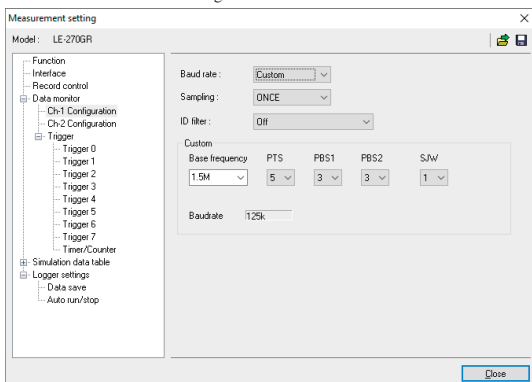 Measurement setting
Model : LE-270GR
Function
Interface
Record control
Data monitor
Ch-1 Configuration
Ch-2 Configuration
Trigger
Trigger 0
Trigger 1
Trigger 2
Trigger 3
Trigger 4
Trigger 5
Trigger 6
Trigger 7
Timer/Counter
Simulation data table
Logger settings
Data save
Auto run/stop
Baud rate : Custom
Sampling : ONCE
ID filter : Off
Custom
Base frequency PTS PBS1 PBS2 SJW
1.5M 5 3 3 1
Baudrate 125k
Close